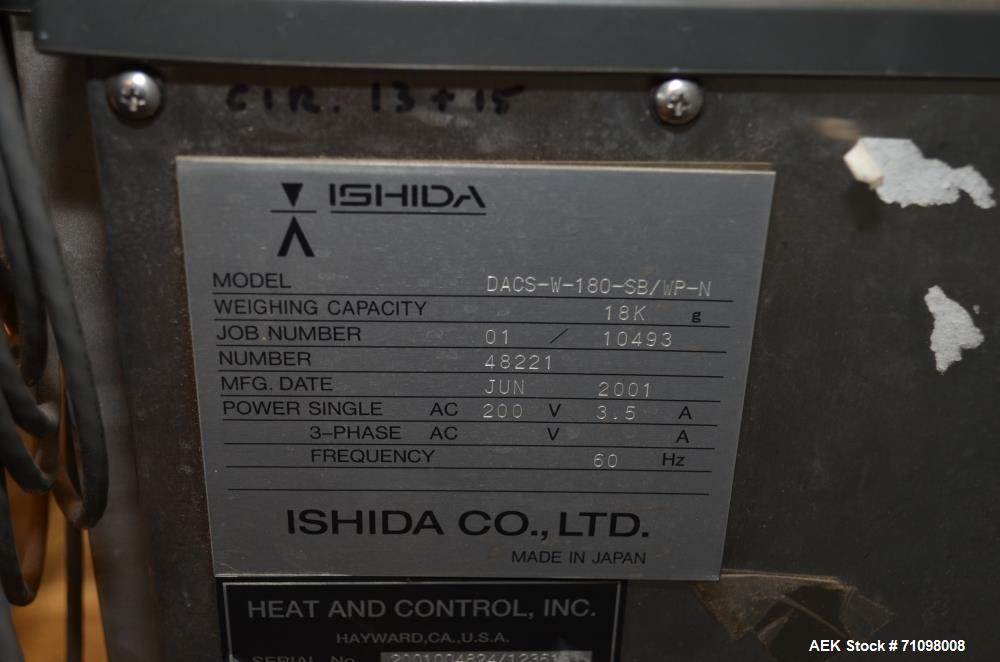 CIR. 13 + 15
ISHIDA
MODEL DACS-W-180-SB/WP-N
WEIGHING CAPACITY 18K g
JOB.NUMBER 01 / 10493
NUMBER 48221
MFG. DATE JUN 2001
POWER SINGLE AC 200 V 3.5 A
3-PHASE AC V A
FREQUENCY 60 Hz
ISHIDA CO., LTD.
MADE IN JAPAN
HEAT AND CONTROL, INC.
HAYWARD,CA.,U.S.A.
SERIAL No.
AEK Stock #71098008